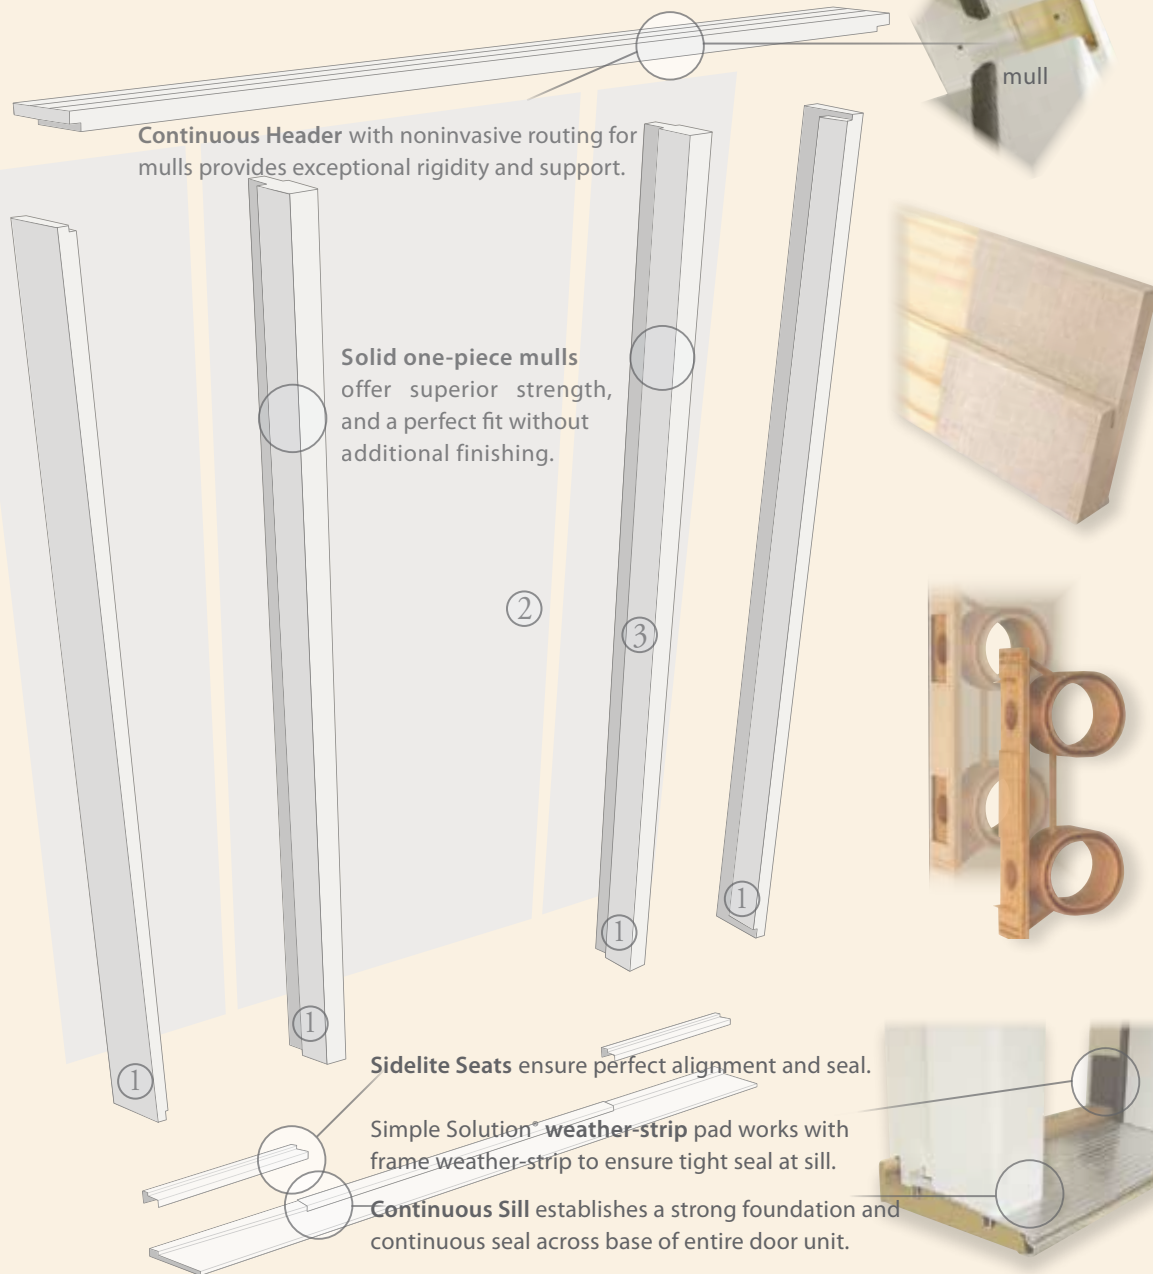 mull
Continuous Header with noninvasive routing for
mulls provides exceptional rigidity and support.
Solid one-piece mulls
offer superior strength,
and a perfect fit without
additional finishing.
2
3
1
1
1
1
Sidelite Seats ensure perfect alignment and seal.
Simple Solution® weather-strip pad works with
frame weather-strip to ensure tight seal at sill.
Continuous Sill establishes a strong foundation and
continuous seal across base of entire door unit.